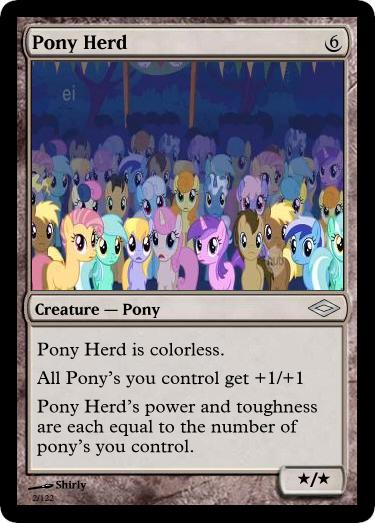 Pony Herd 6
ei
Creature — Pony
Pony Herd is colorless.
All Pony's you control get +1/+1
Pony Herd's power and toughness
are each equal to the number of
pony's you control.
★/★
Shirly
2/122